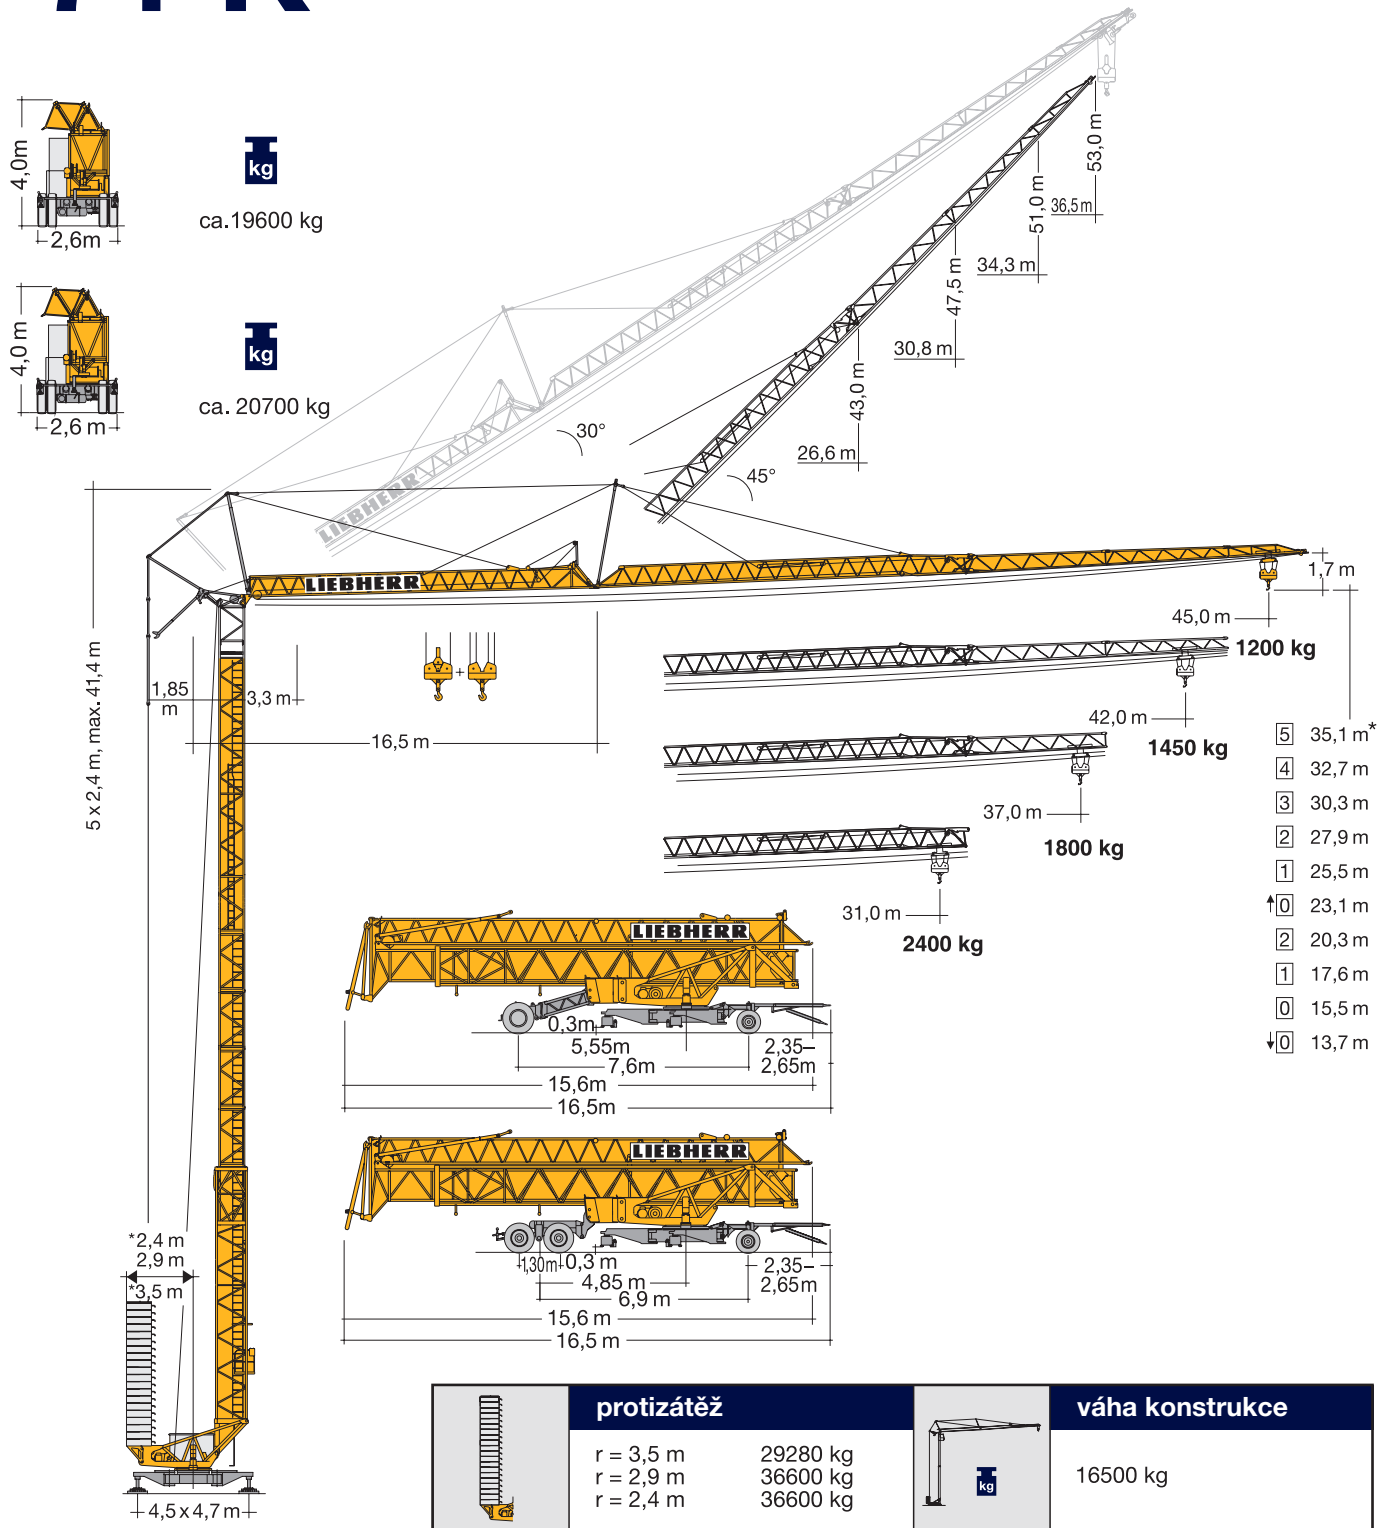 4,0m
2,6m
kg
ca.19600 kg
4,0 m
2,6 m
kg
ca. 20700 kg
53,0 m
36,5 m
51,0 m
34,3 m
47,5 m
30,8 m
43,0 m
26,6 m
30°
45°
LIEBHERR
LIEBHERR
5 x 2,4 m, max. 41,4 m
1,7 m
45,0 m
1200 kg
1,85
m
3,3 m
+
16,5 m
42,0 m
1450 kg
37,0 m
1800 kg
31,0 m
2400 kg
5 35,1 m*
4 32,7 m
3 30,3 m
2 27,9 m
1 25,5 m
↑0 23,1 m
2 20,3 m
1 17,6 m
0 15,5 m
↓0 13,7 m
LIEBHERR
0,3m
5,55m
7,6m
2,35–
2,65m
15,6m
16,5m
LIEBHERR
1,30m
0,3 m
4,85 m
6,9 m
2,35–
2,65m
15,6 m
16,5 m
*2,4 m
2,9 m
*3,5 m
4,5 x 4,7 m
protizátěž
r = 3,5 m 29280 kg
r = 2,9 m 36600 kg
r = 2,4 m 36600 kg
kg
váha konstrukce
16500 kg